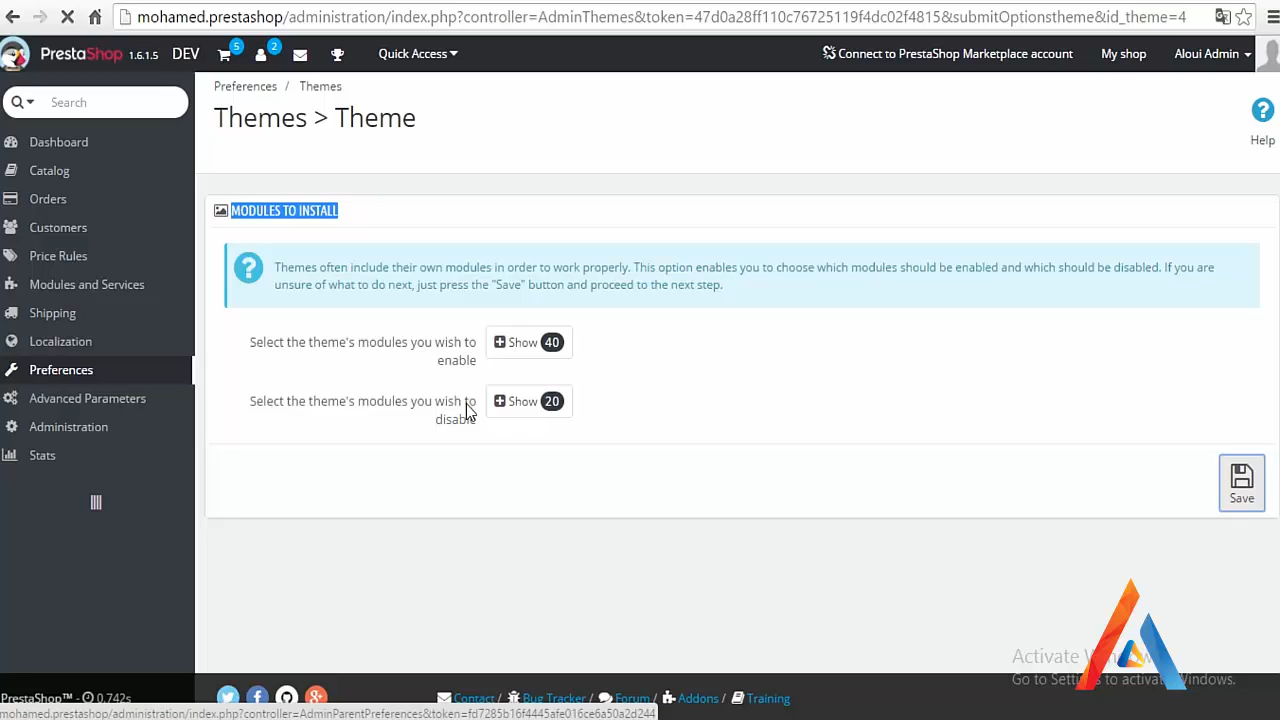 mohamed.prestashop/administration/index.php?controller=AdminThemes&token=47d0a28ff110c76725119f4dc02f4815&submitOptionstheme&id_theme=4
PrestaShop 1.6.1.5 DEV 5 2 Quick Access Connect to PrestaShop Marketplace account My shop Aloui Admin
Search
Dashboard
Catalog
Orders
Customers
Price Rules
Modules and Services
Shipping
Localization
Preferences
Advanced Parameters
Administration
Stats
Preferences / Themes
Themes > Theme
Help
MODULES TO INSTALL
Themes often include their own modules in order to work properly. This option enables you to choose which modules should be enabled and which should be disabled. If you are
unsure of what to do next, just press the "Save" button and proceed to the next step.
Select the theme's modules you wish to
enable
Show 40
Select the theme's modules you wish to
disable
Show 20
Save
Activate
Go to Settings to activate Windows.
PrestaShop™ - 0.742s
Contact / Bug Tracker / Forum / Addons / Training
mohamed.prestashop/administration/index.php?controller=AdminParentPreferences&token=fd7285b16f4445afe016ce6a50a2d244